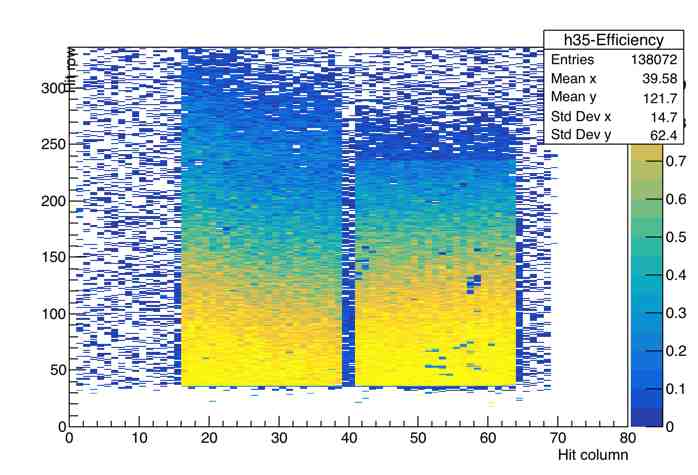 h35-Efficiency
Entries 138072
Mean x 39.58
Mean y 121.7
Std Dev x 14.7
Std Dev y 62.4
Hit row
300
250
200
150
100
50
0
0.7
0.6
0.5
0.4
0.3
0.2
0.1
0
0 10 20 30 40 50 60 70 80
Hit column